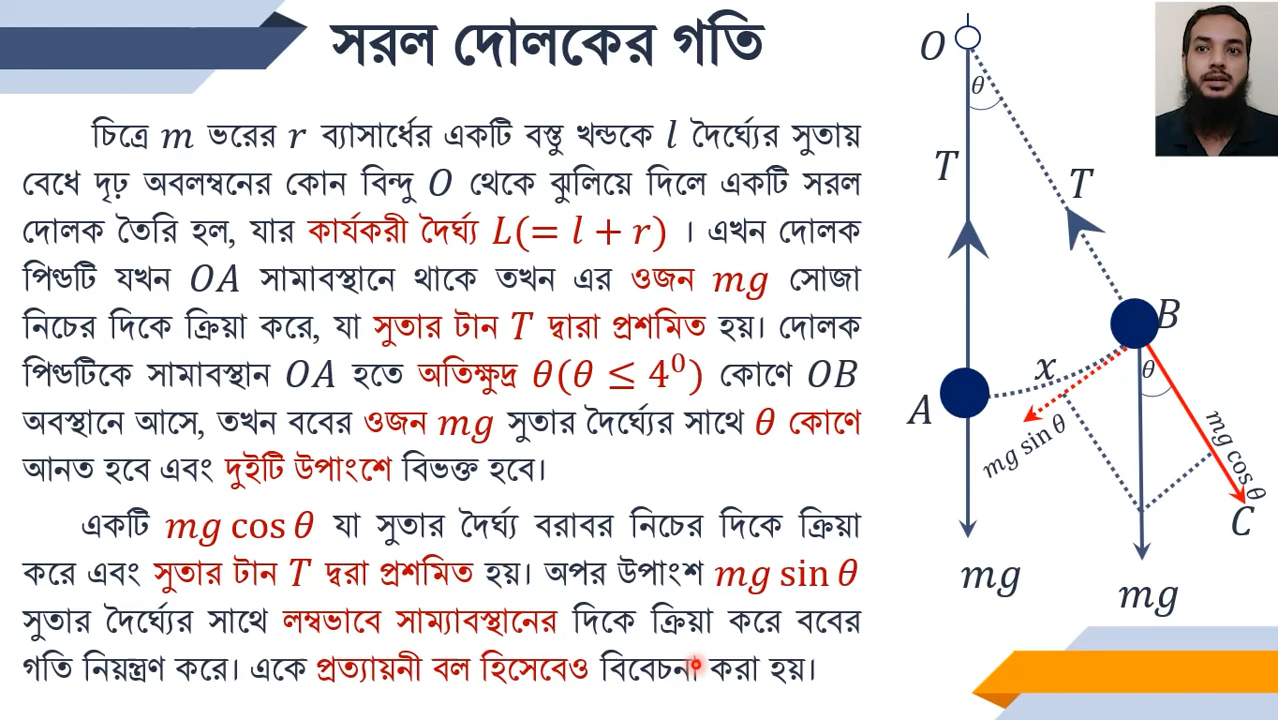 সরল দোলকের গতি
চিত্রে m ভরের r ব্যাসার্ধের একটি বস্তু খন্ডকে l দৈর্ঘ্যের সুতায়
বেধে দৃঢ় অবলম্বনের কোন বিন্দু O থেকে ঝুলিয়ে দিলে একটি সরল
দোলক তৈরি হল, যার কার্যকরী দৈর্ঘ্য L(= l + r) । এখন দোলক
পিণ্ডটি যখন OA সামাবস্থানে থাকে তখন এর ওজন mg সোজা
নিচের দিকে ক্রিয়া করে, যা সুতার টান T দ্বারা প্রশমিত হয়। দোলক
পিণ্ডটিকে সামাবস্থান OA হতে অতিক্ষুদ্র θ(θ ≤ 4⁰) কোণে OB
অবস্থানে আসে, তখন ববের ওজন mg সুতার দৈর্ঘ্যের সাথে θ কোণে
আনত হবে এবং দুইটি উপাংশে বিভক্ত হবে।
একটি mg cos θ যা সুতার দৈর্ঘ্য বরাবর নিচের দিকে ক্রিয়া
করে এবং সুতার টান T দ্বরা প্রশমিত হয়। অপর উপাংশ mg sin θ
সুতার দৈর্ঘ্যের সাথে লম্বভাবে সাম্যাবস্থানের দিকে ক্রিয়া করে ববের
গতি নিয়ন্ত্রণ করে। একে প্রত্যায়নী বল হিসেবেও বিবেচনা করা হয়।
O
θ
T
T
B
x
θ
A
mg sin θ
mg cos θ
C
mg
mg